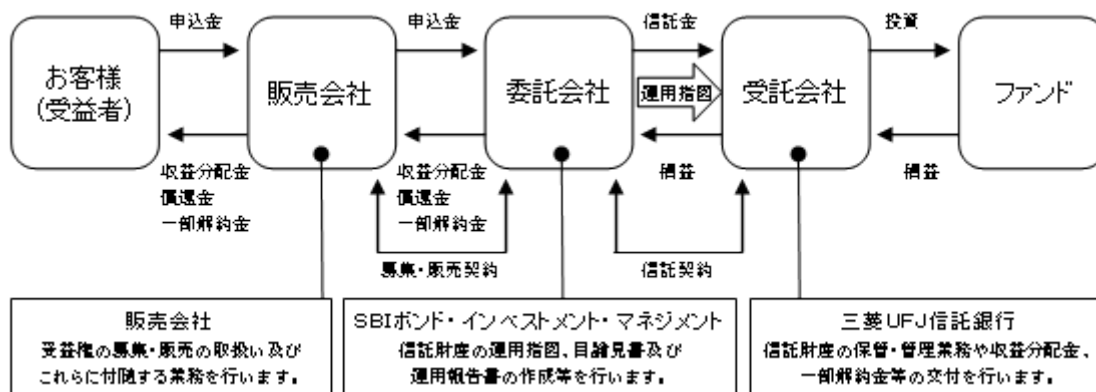 申込金
申込金
信託金
投資
お客様
(受益者)
販売会社
委託会社
運用指図
受託会社
ファンド
収益分配金
償還金
一部解約金
収益分配金
償還金
一部解約金
損益
損益
募集・販売契約
信託契約
販売会社
受益権の募集・販売の取扱い及び
これらに付随する業務を行います。
SBIボンド・インベストメント・マネジメント
信託財産の運用指図、目論見書及び
運用報告書の作成等を行います。
三菱UFJ信託銀行
信託財産の保管・管理業務や収益分配金、
一部解約金等の交付を行います。